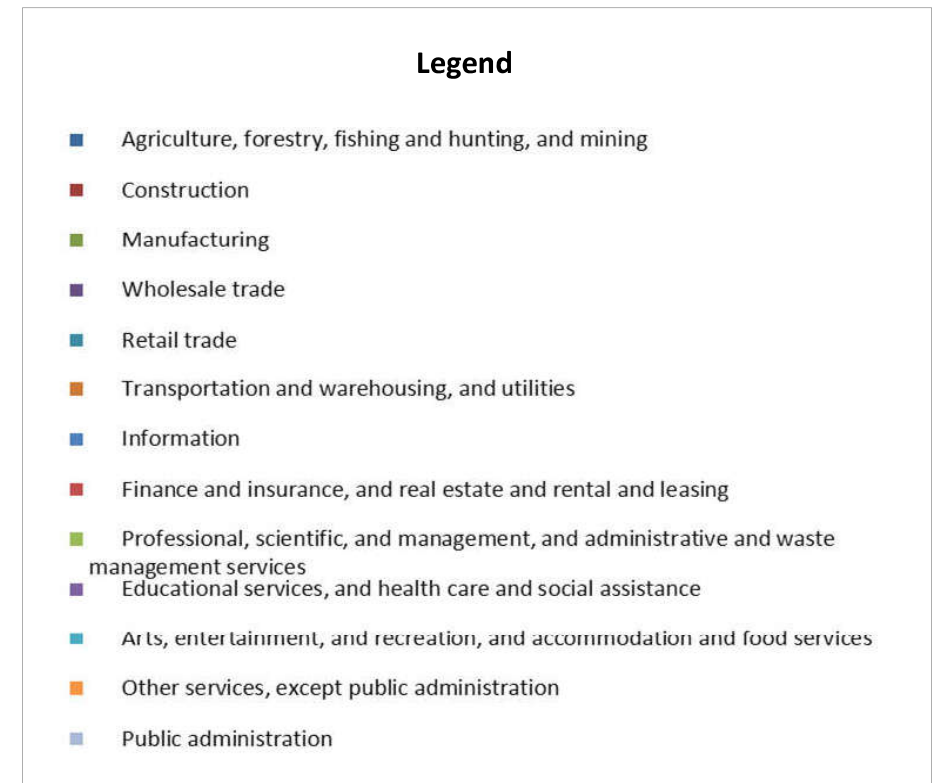 Legend
Agriculture, forestry, fishing and hunting, and mining
Construction
Manufacturing
Wholesale trade
Retail trade
Transportation and warehousing, and utilities
Information
Finance and insurance, and real estate and rental and leasing
Professional, scientific, and management, and administrative and waste
management services
Educational services, and health care and social assistance
Arts, entertainment, and recreation, and accommodation and food services
Other services, except public administration
Public administration